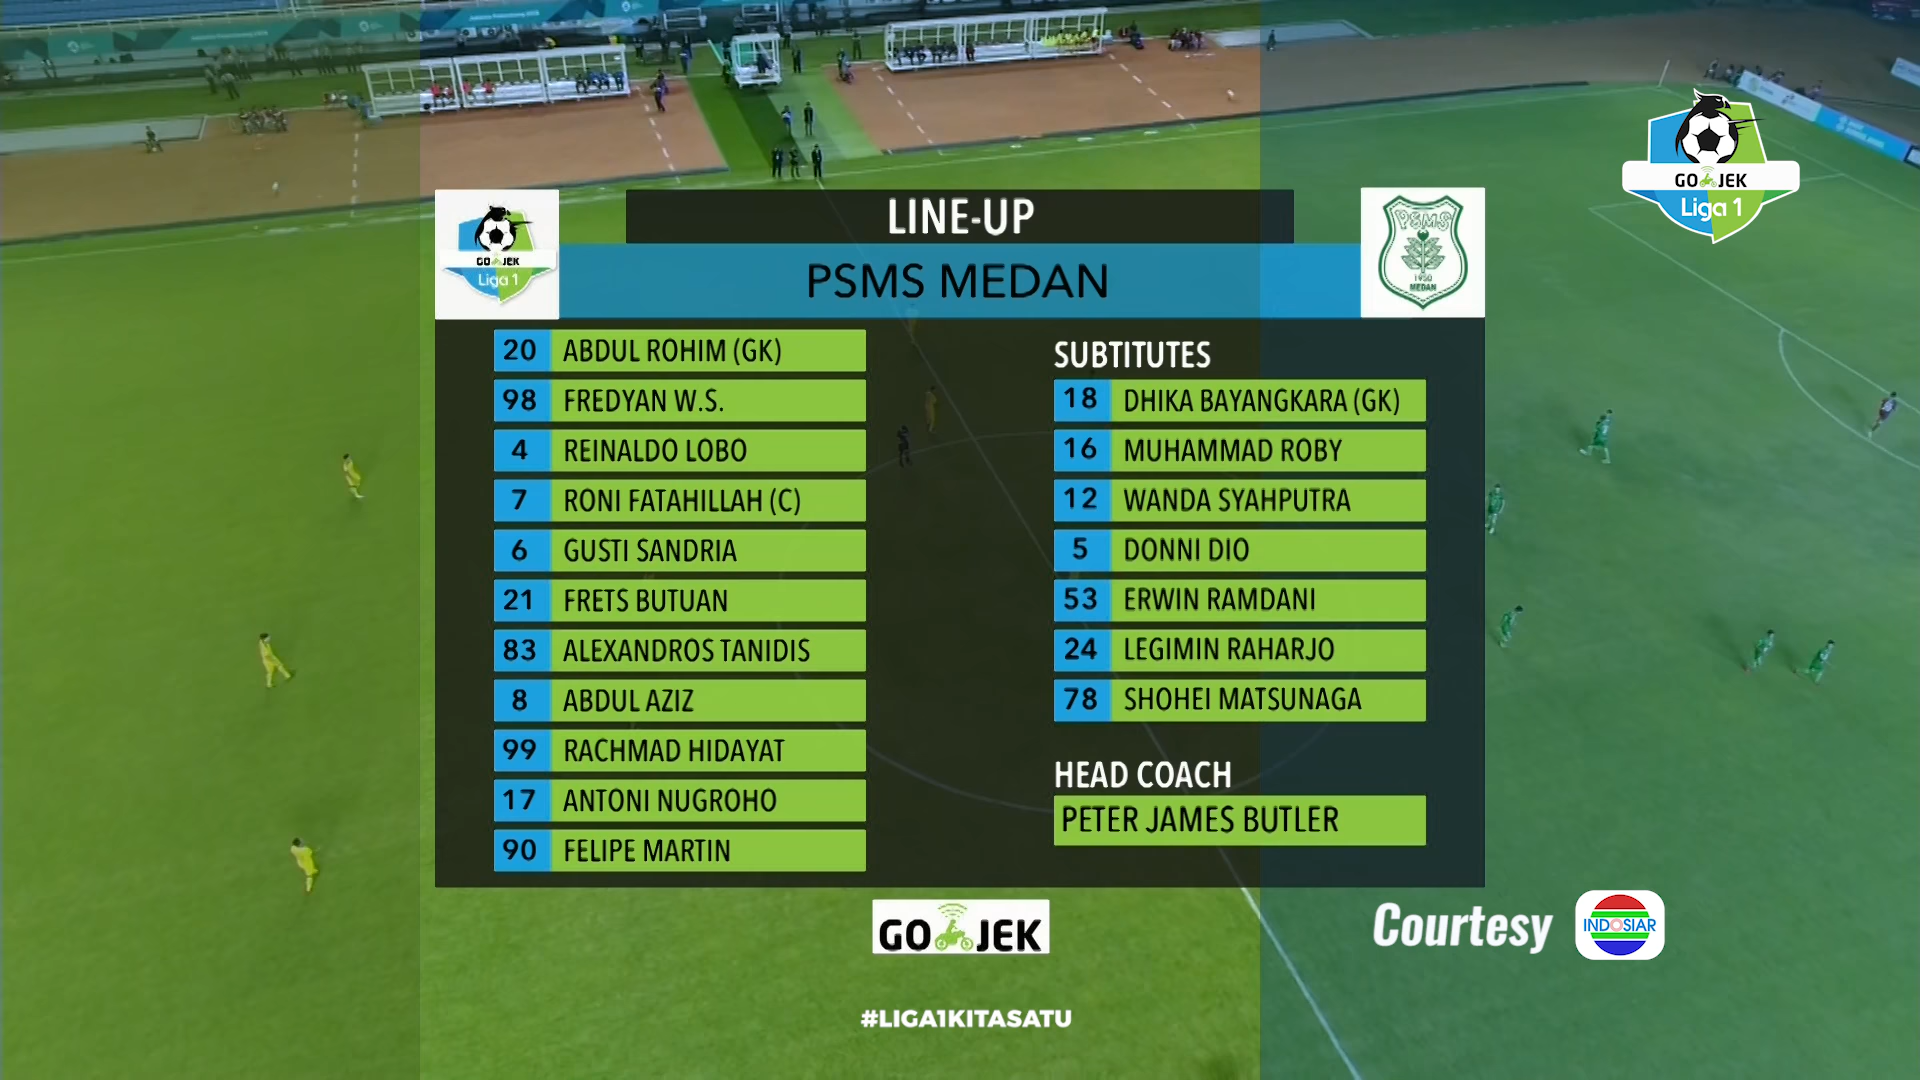 GO-JEK
Liga 1
LINE-UP
GO-JEK
Liga 1
PSMS MEDAN
PSMS
1950
MEDAN
20 ABDUL ROHIM (GK)
98 FREDYAN W.S.
4 REINALDO LOBO
7 RONI FATAHILLAH (C)
6 GUSTI SANDRIA
21 FRETS BUTUAN
83 ALEXANDROS TANIDIS
8 ABDUL AZIZ
99 RACHMAD HIDAYAT
17 ANTONI NUGROHO
90 FELIPE MARTIN
SUBTITUTES
18 DHIKA BAYANGKARA (GK)
16 MUHAMMAD ROBY
12 WANDA SYAHPUTRA
5 DONNI DIO
53 ERWIN RAMDANI
24 LEGIMIN RAHARJO
78 SHOHEI MATSUNAGA
HEAD COACH
PETER JAMES BUTLER
GO-JEK
Courtesy INDOSIAR
#LIGA1KITASATU